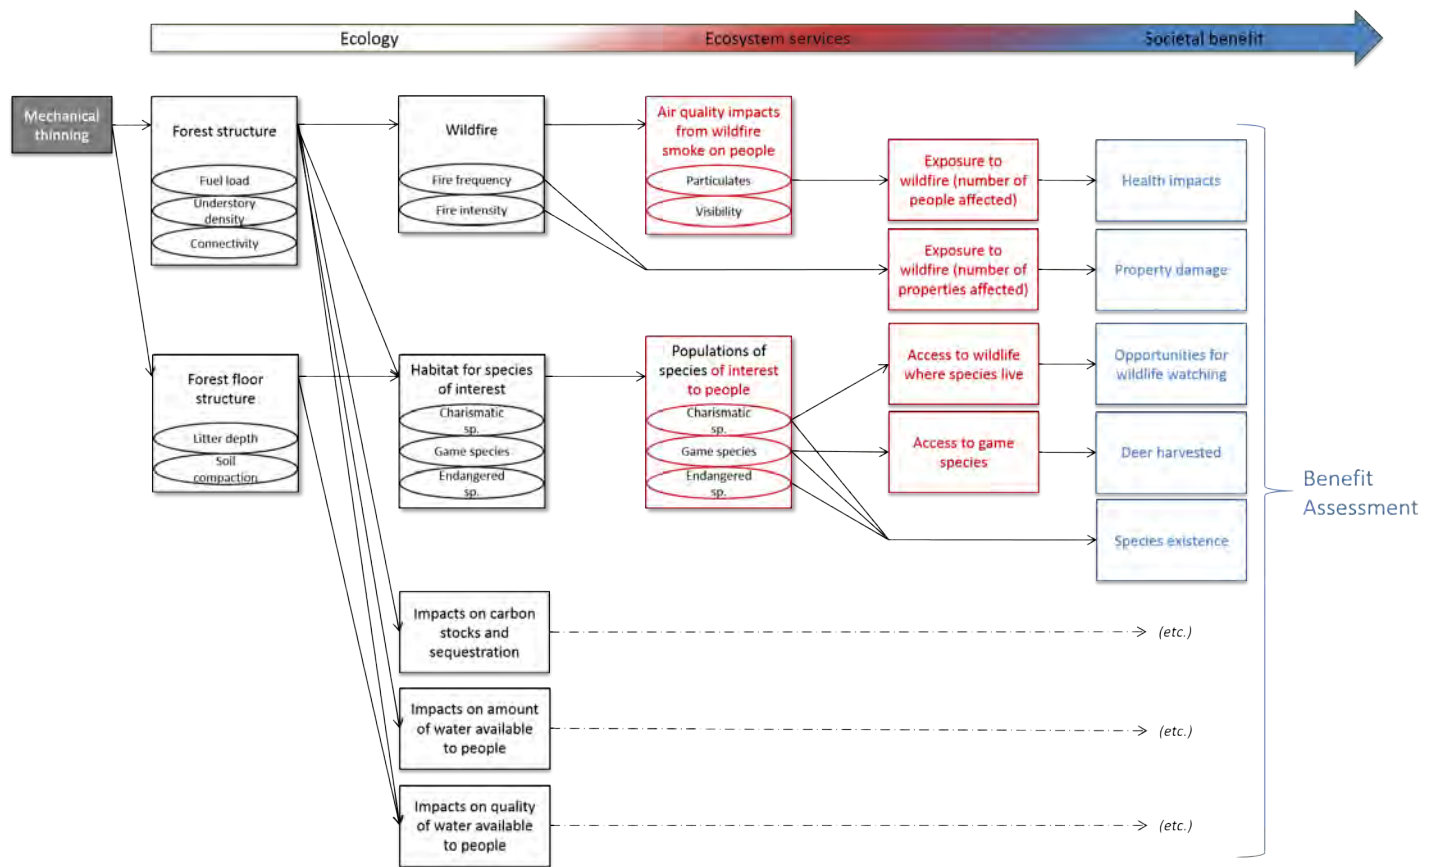 Ecology
Ecosystem services
Societal benefit
Mechanical
thinning
Forest structure
Fuel load
Understory
density
Connectivity
Wildfire
Fire frequency
Fire intensity
Air quality impacts
from wildfire
smoke on people
Particulates
Visibility
Exposure to
wildfire (number of
people affected)
Health impacts
Exposure to
wildfire (number of
properties affected)
Property damage
Forest floor
structure
Litter depth
Soil
compaction
Habitat for species
of interest
Charismatic
sp.
Game species
Endangered
sp.
Populations of
species of interest
to people
Charismatic
sp.
Game species
Endangered
sp.
Access to wildlife
where species live
Opportunities for
wildlife watching
Access to game
species
Deer harvested
Species existence
Benefit
Assessment
Impacts on carbon
stocks and
sequestration
(etc.)
Impacts on amount
of water available
to people
(etc.)
Impacts on quality
of water available
to people
(etc.)